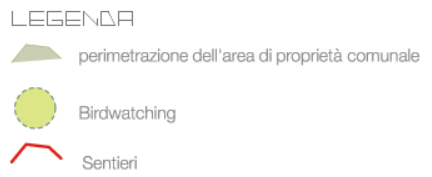 LEGENDA
perimetrazione dell'area di proprietà comunale
Birdwatching
Sentieri